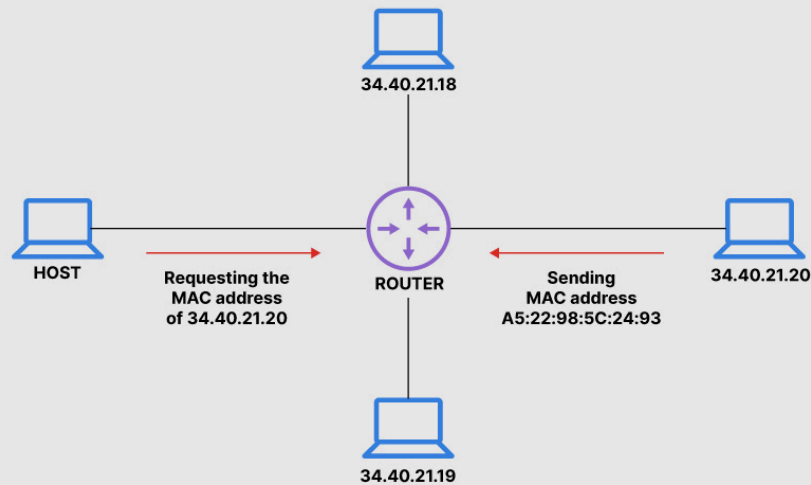 34.40.21.18
HOST
Requesting the
MAC address
of 34.40.21.20
ROUTER
Sending
MAC address
A5:22:98:5C:24:93
34.40.21.20
34.40.21.19